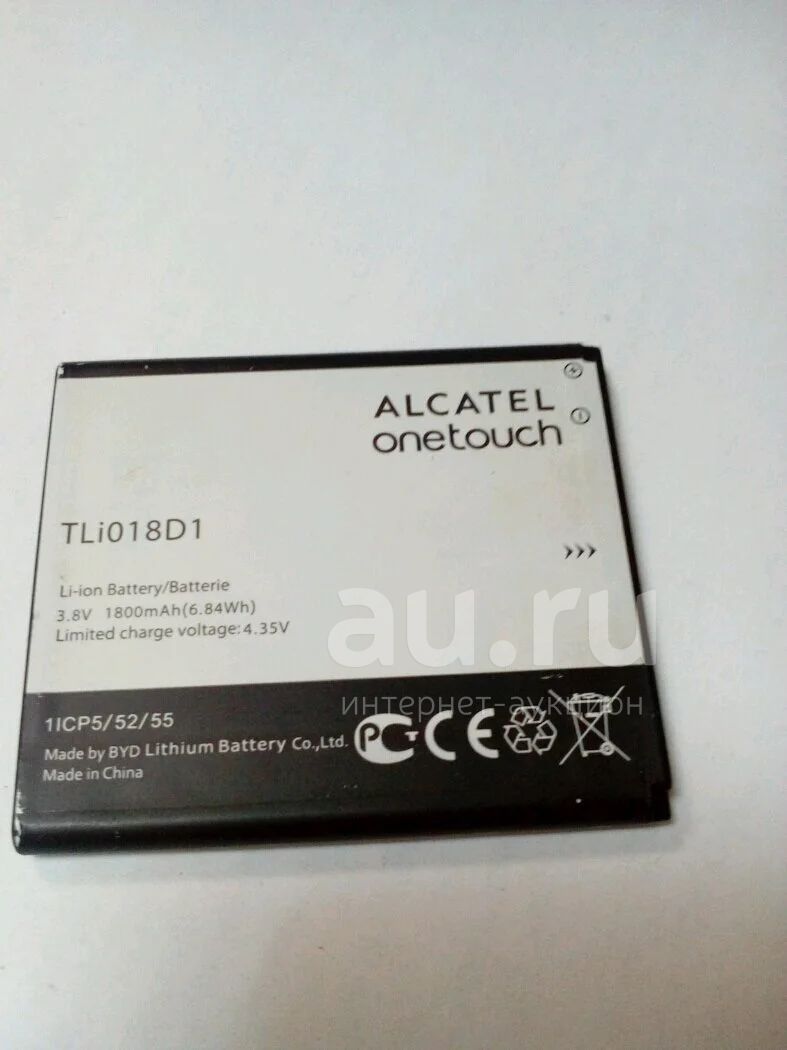 ALCATEL
onetouch
TLi018D1
›››
Li-ion Battery/Batterie
3.8V 1800mAh(6.84Wh)
Limited charge voltage: 4.35V
au.ru
интернет-аукцион
1ICP5/52/55
Made by BYD Lithium Battery Co.,Ltd.
Made in China
PCT CE